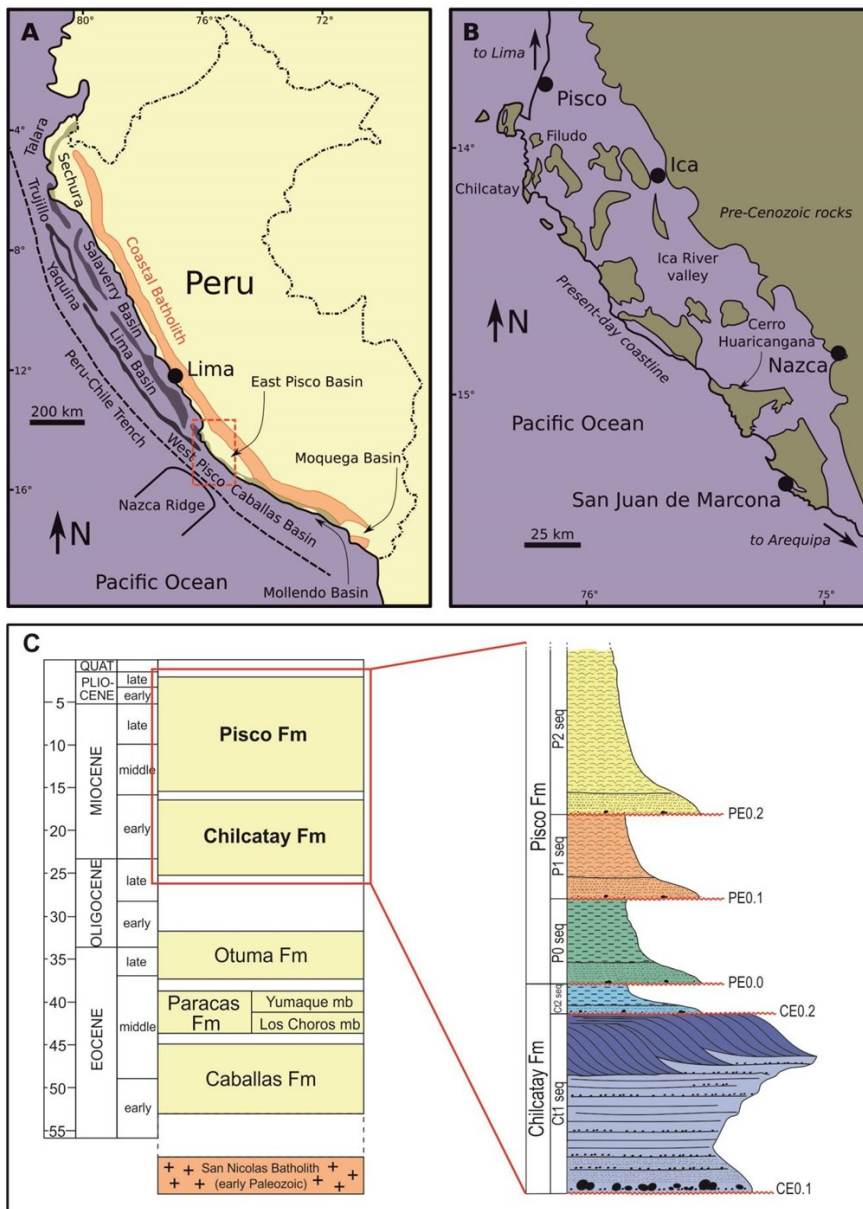 A
80°
76°
72°
4°
8°
12°
16°
Talara
Sechura
Trujillo
Yaquina
Salaverry Basin
Lima Basin
Coastal Batholith
Peru
Lima
Peru-Chile Trench
200 km
East Pisco Basin
West Pisco
Caballas Basin
Moquega Basin
Nazca Ridge
N
Pacific Ocean
Mollendo Basin
B
to Lima
Pisco
14°
Filudo
Ica
Chilcatay
Pre-Cenozoic rocks
Ica River
valley
N
Present-day coastline
Cerro
Huaricangana
Nazca
15°
Pacific Ocean
San Juan de Marcona
25 km
to Arequipa
76°
75°
C
QUAT
PLIO-
CENE
late
early
MIOCENE
late
middle
early
OLIGOCENE
late
early
EOCENE
late
middle
early
5
10
15
20
25
30
35
40
45
50
55
Pisco Fm
Chilcatay Fm
Otuma Fm
Paracas
Fm
Yumaque mb
Los Choros mb
Caballas Fm
San Nicolas Batholith
(early Paleozoic)
Pisco Fm
P2 seq
P1 seq
P0 seq
Chilcatay Fm
Ct2 seq
Ct1 seq
PE0.2
PE0.1
PE0.0
CE0.2
CE0.1